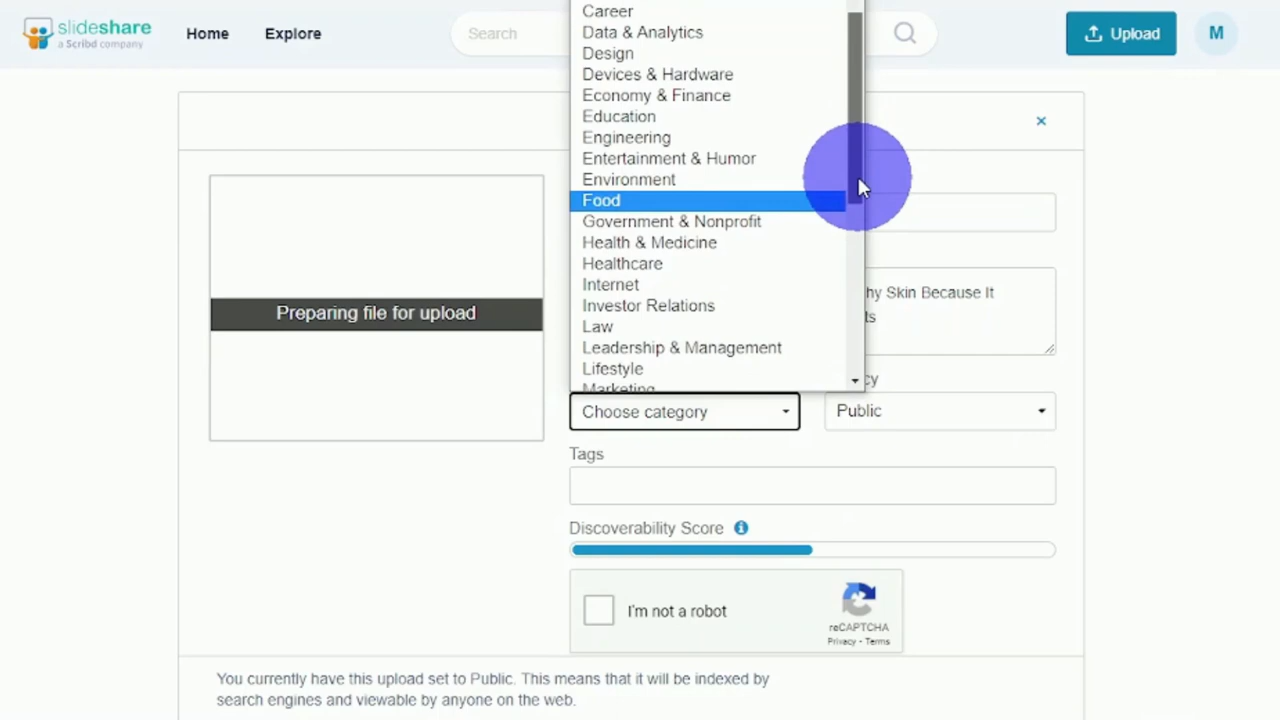 slideshare
a Scribd company
Home
Explore
Search
Upload
M
Career
Data & Analytics
Design
Devices & Hardware
Economy & Finance
Education
Engineering
Entertainment & Humor
Environment
Food
Government & Nonprofit
Health & Medicine
Healthcare
Internet
Investor Relations
Law
Leadership & Management
Lifestyle
Marketing
Preparing file for upload
hy Skin Because It
ts
cy
Choose category
Public
Tags
Discoverability Score
I'm not a robot
reCAPTCHA
Privacy - Terms
You currently have this upload set to Public. This means that it will be indexed by
search engines and viewable by anyone on the web.